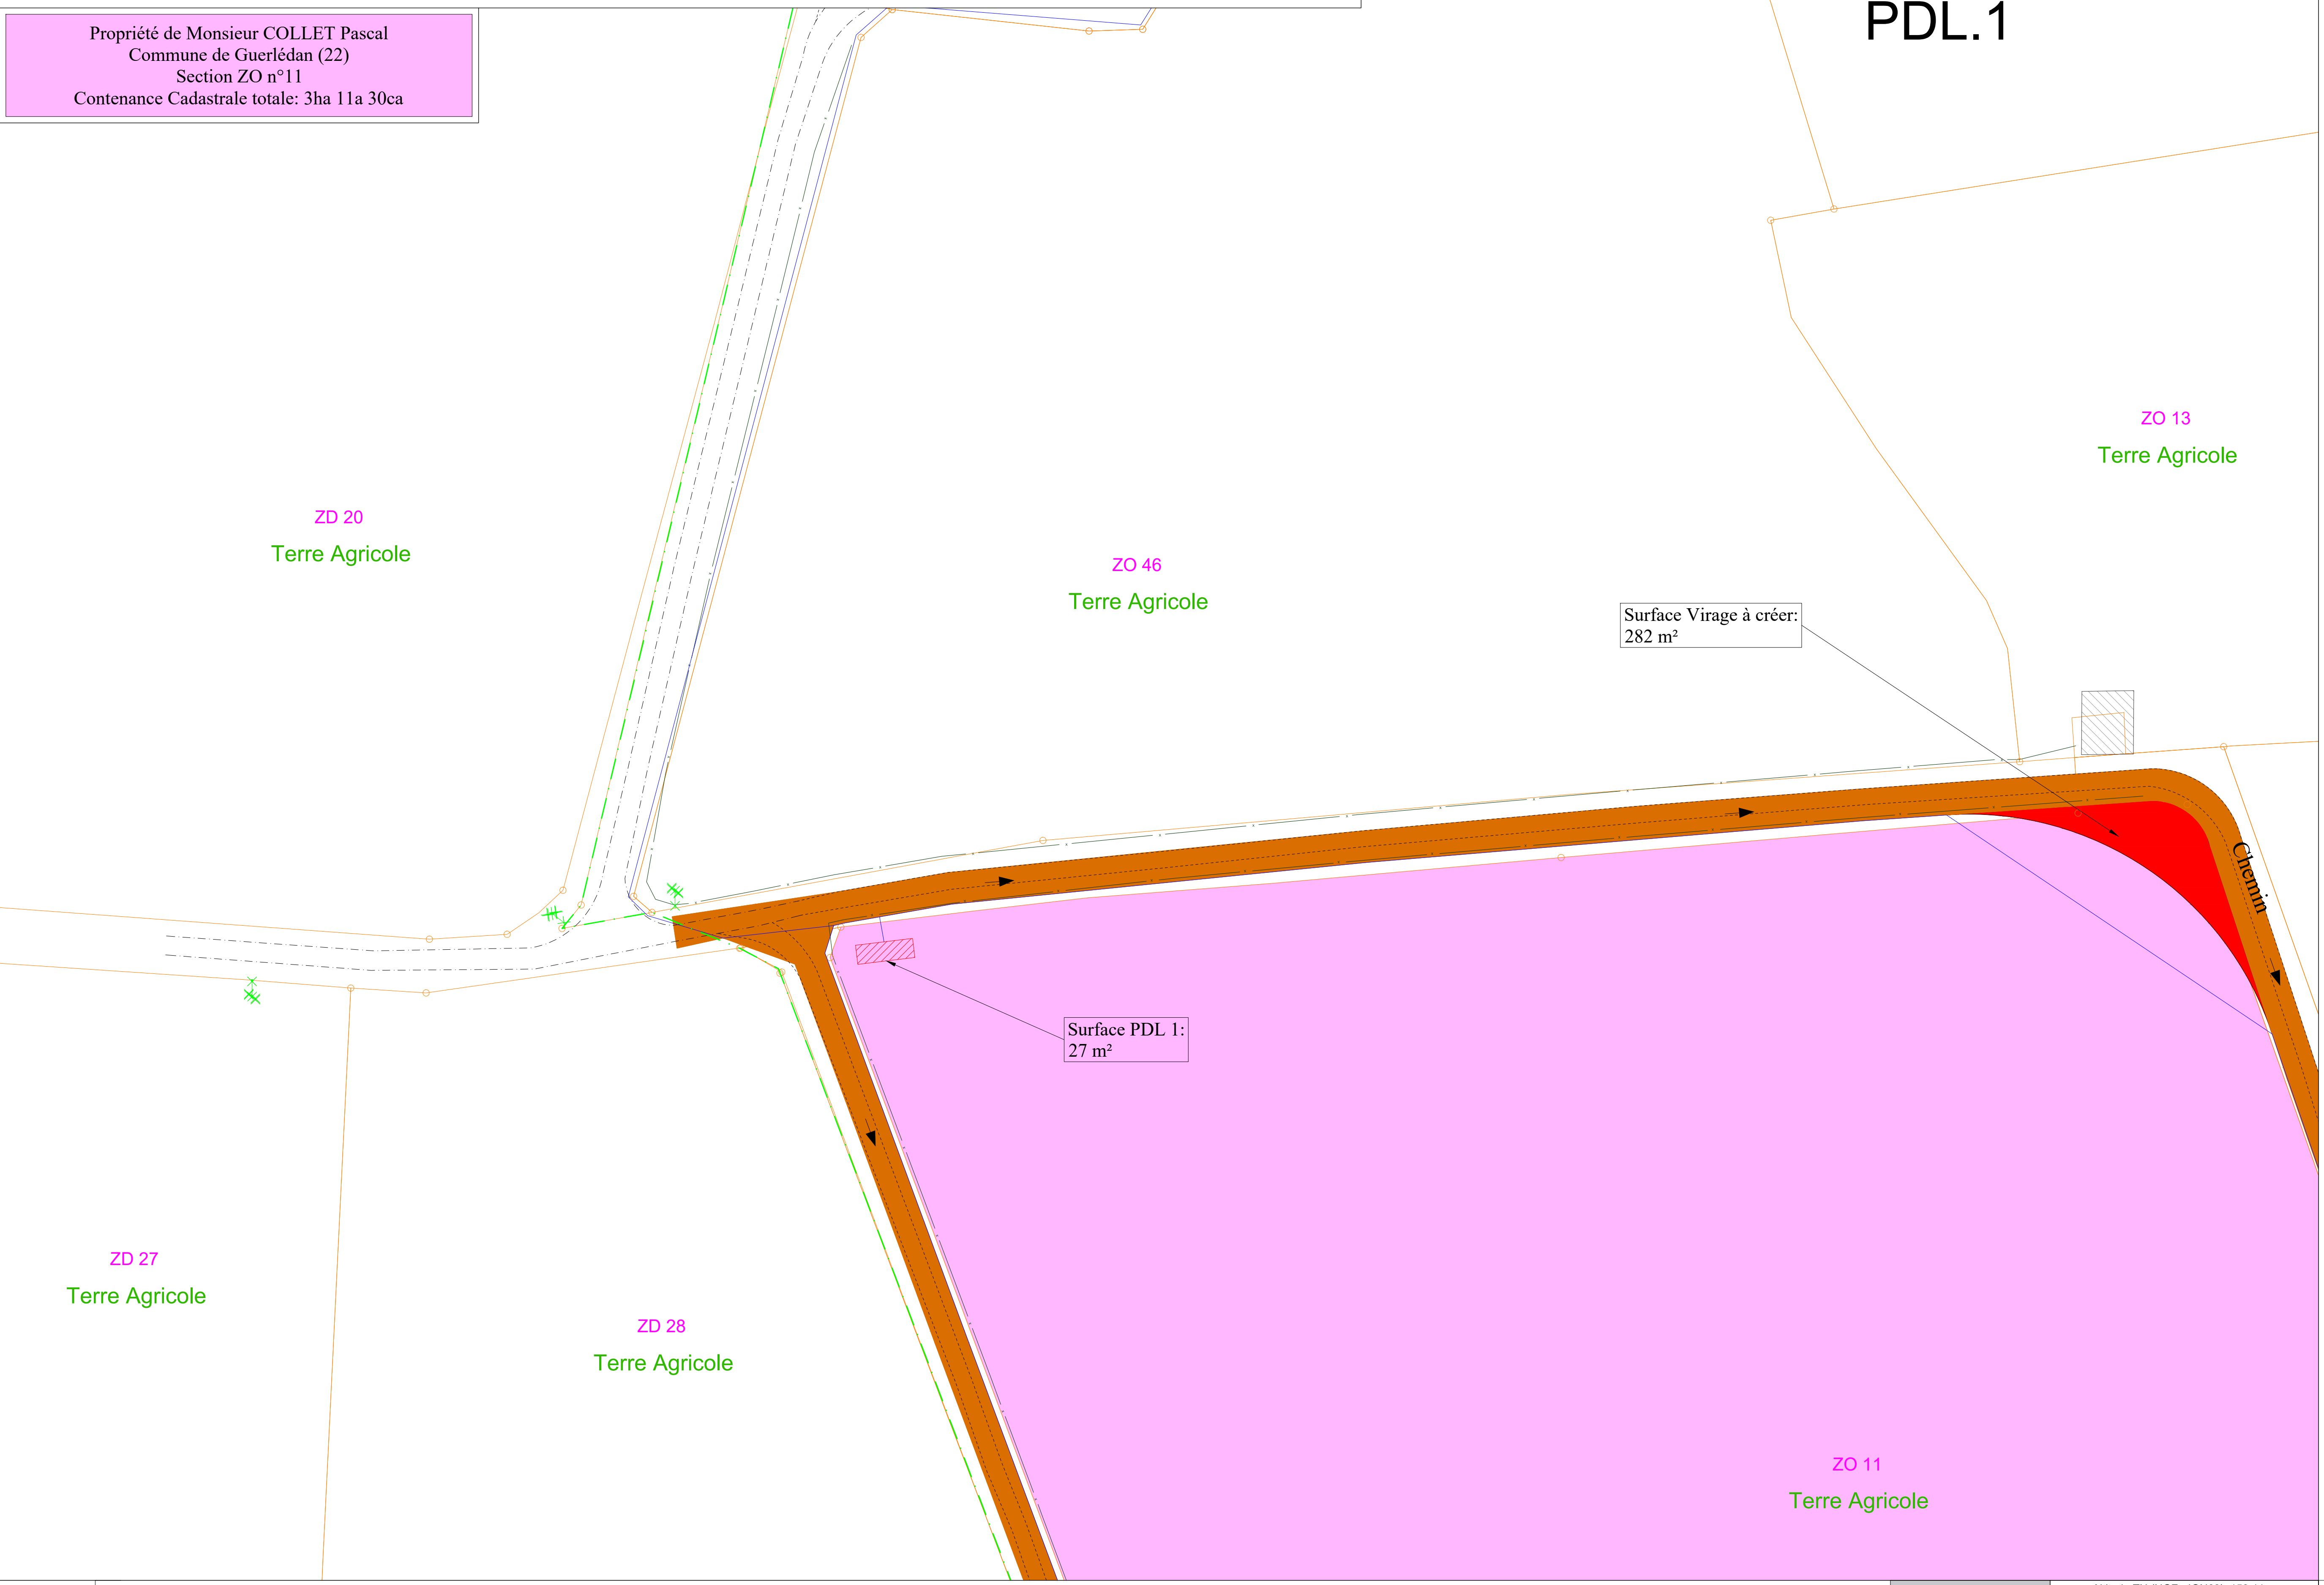 PDL.1
Propriété de Monsieur COLLET Pascal
Commune de Guerlédan (22)
Section ZO n°11
Contenance Cadastrale totale: 3ha 11a 30ca
ZO 13
Terre Agricole
ZD 20
Terre Agricole
ZO 46
Terre Agricole
Surface Virage à créer:
282 m²
Chemin
Surface PDL 1:
27 m²
ZD 27
Terre Agricole
ZD 28
Terre Agricole
ZO 11
Terre Agricole